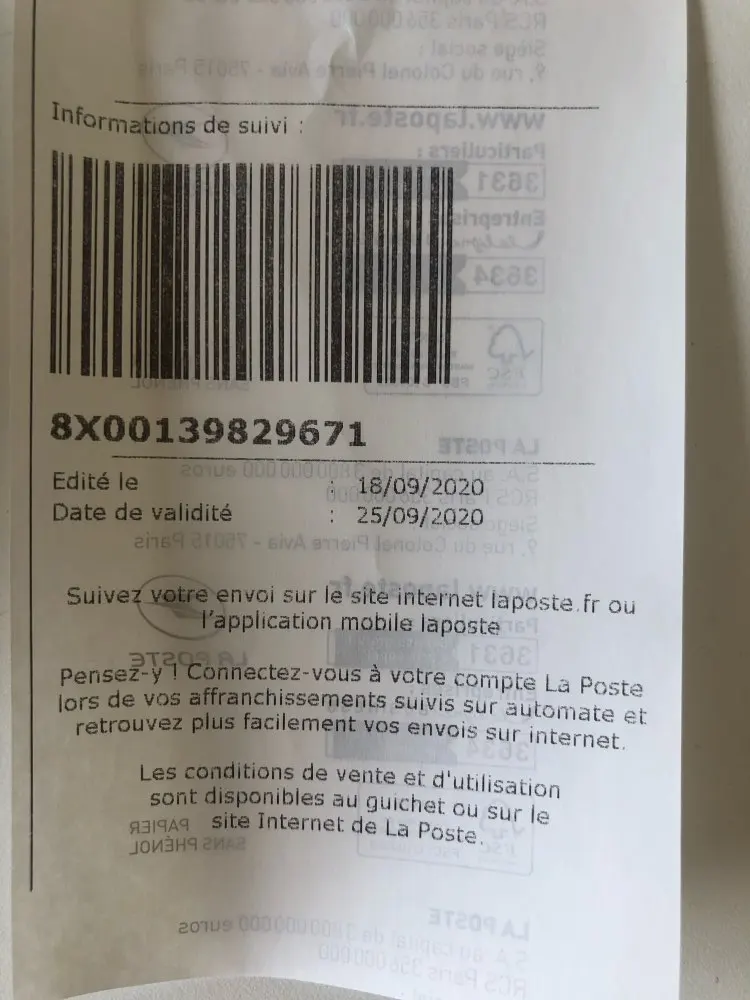 Informations de suivi :
8X00139829671
Edité le : 18/09/2020
Date de validité : 25/09/2020
Suivez votre envoi sur le site internet laposte.fr ou
l'application mobile laposte
Pensez-y ! Connectez-vous à votre compte La Poste
lors de vos affranchissements suivis sur automate et
retrouvez plus facilement vos envois sur internet.
Les conditions de vente et d'utilisation
sont disponibles au guichet ou sur le
site Internet de La Poste.